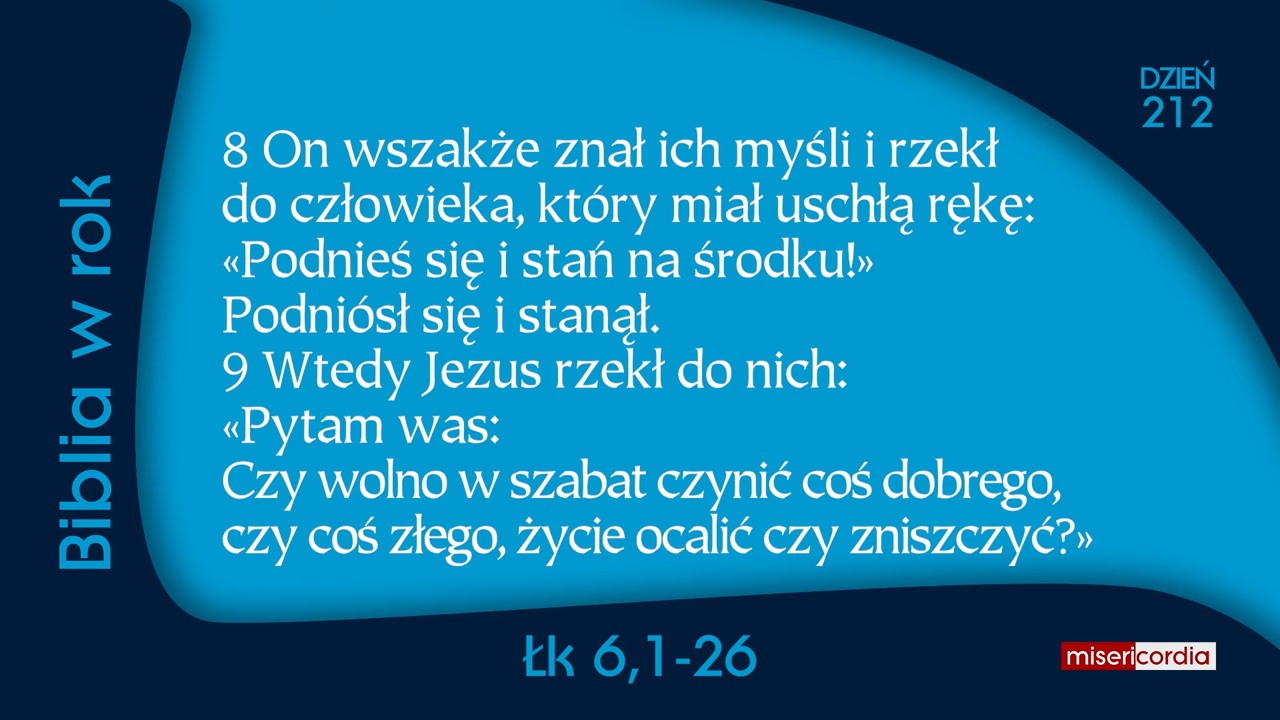 DZIEŃ
212
8 On wszakże znał ich myśli i rzekł
do człowieka, który miał uschłą rękę:
«Podnieś się i stań na środku!»
Podniósł się i stanął.
9 Wtedy Jezus rzekł do nich:
«Pytam was:
Czy wolno w szabat czynić coś dobrego,
czy coś złego, życie ocalić czy zniszczyć?»
Biblia w rok
Łk 6,1-26
misericordia